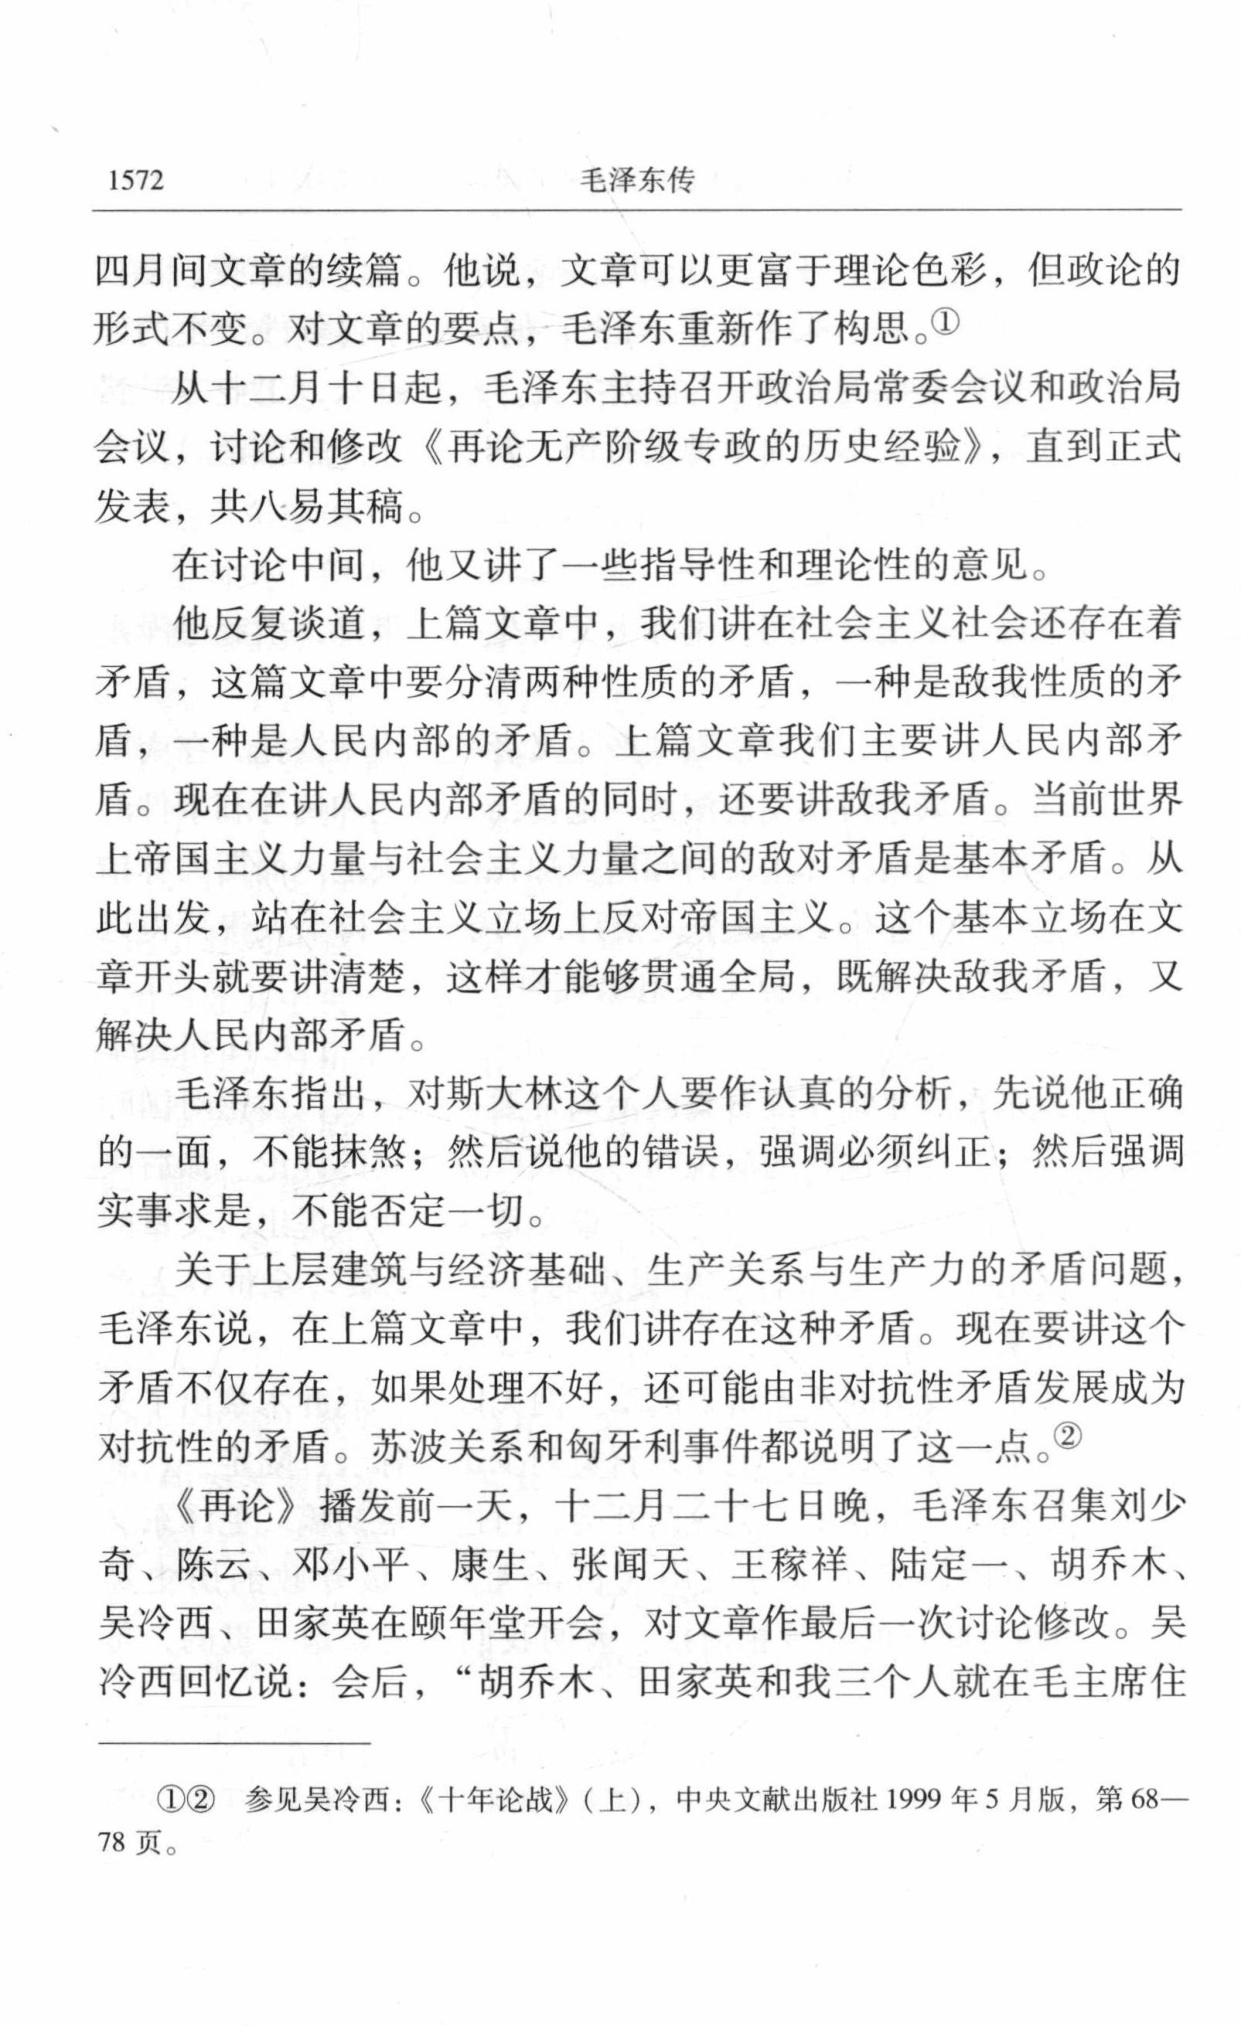 1572 毛泽东传
四月间文章的续篇。他说，文章可以更富于理论色彩，但政论的
形式不变。对文章的要点，毛泽东重新作了构思。①
从十二月十日起，毛泽东主持召开政治局常委会议和政治局
会议，讨论和修改《再论无产阶级专政的历史经验》，直到正式
发表，共八易其稿。
在讨论中间，他又讲了一些指导性和理论性的意见。
他反复谈道，上篇文章中，我们讲在社会主义社会还存在着
矛盾，这篇文章中要分清两种性质的矛盾，一种是敌我性质的矛
盾，一种是人民内部的矛盾。上篇文章我们主要讲人民内部矛
盾。现在在讲人民内部矛盾的同时，还要讲敌我矛盾。当前世界
上帝国主义力量与社会主义力量之间的敌对矛盾是基本矛盾。从
此出发，站在社会主义立场上反对帝国主义。这个基本立场在文
章开头就要讲清楚，这样才能够贯通全局，既解决敌我矛盾，又
解决人民内部矛盾。
毛泽东指出，对斯大林这个人要作认真的分析，先说他正确
的一面，不能抹煞；然后说他的错误，强调必须纠正；然后强调
实事求是，不能否定一切。
关于上层建筑与经济基础、生产关系与生产力的矛盾问题，
毛泽东说，在上篇文章中，我们讲存在这种矛盾。现在要讲这个
矛盾不仅存在，如果处理不好，还可能由非对抗性矛盾发展成为
对抗性的矛盾。苏波关系和匈牙利事件都说明了这一点。②
《再论》播发前一天，十二月二十七日晚，毛泽东召集刘少
奇、陈云、邓小平、康生、张闻天、王稼祥、陆定一、胡乔木、
吴冷西、田家英在颐年堂开会，对文章作最后一次讨论修改。吴
冷西回忆说：会后，“胡乔木、田家英和我三个人就在毛主席住
①② 参见吴冷西：《十年论战》（上），中央文献出版社1999年5月版，第68—
78页。